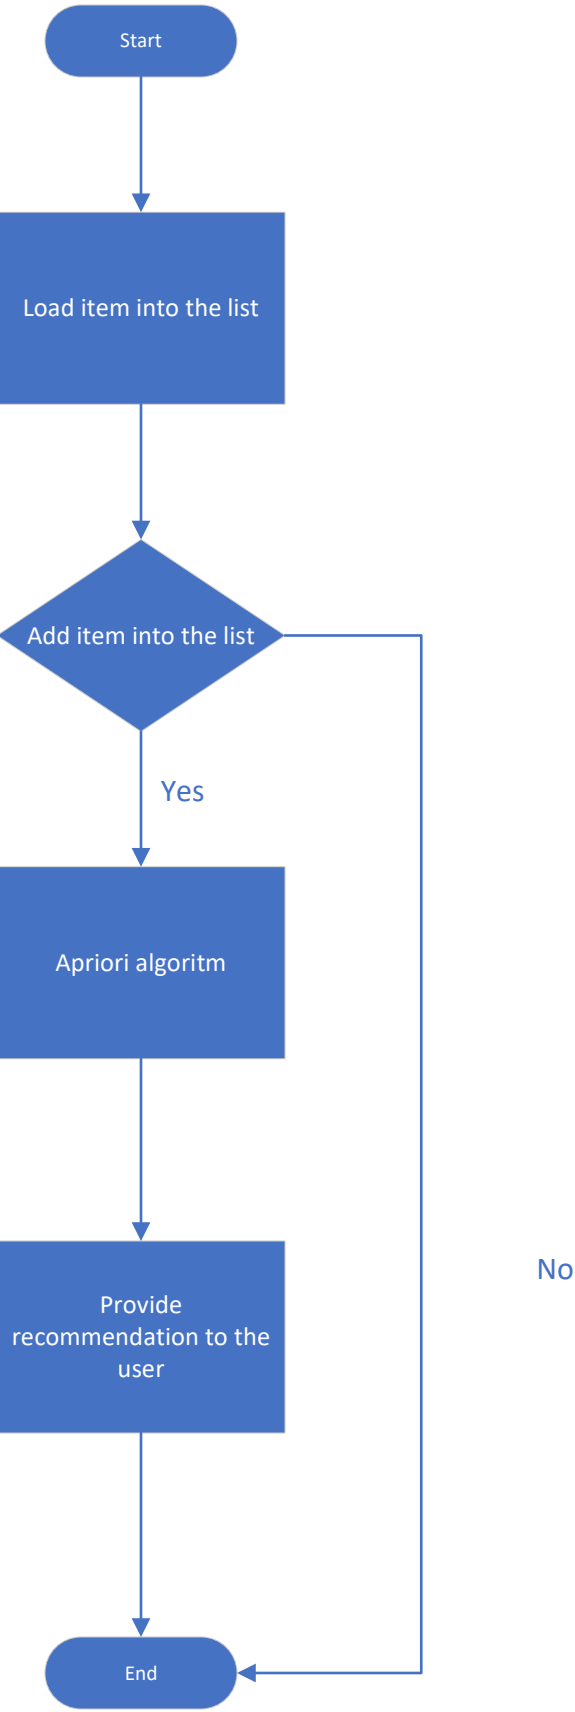 Start
Load item into the list
Add item into the list
Yes
Apriori algoritm
No
Provide
recommendation to the
user
End